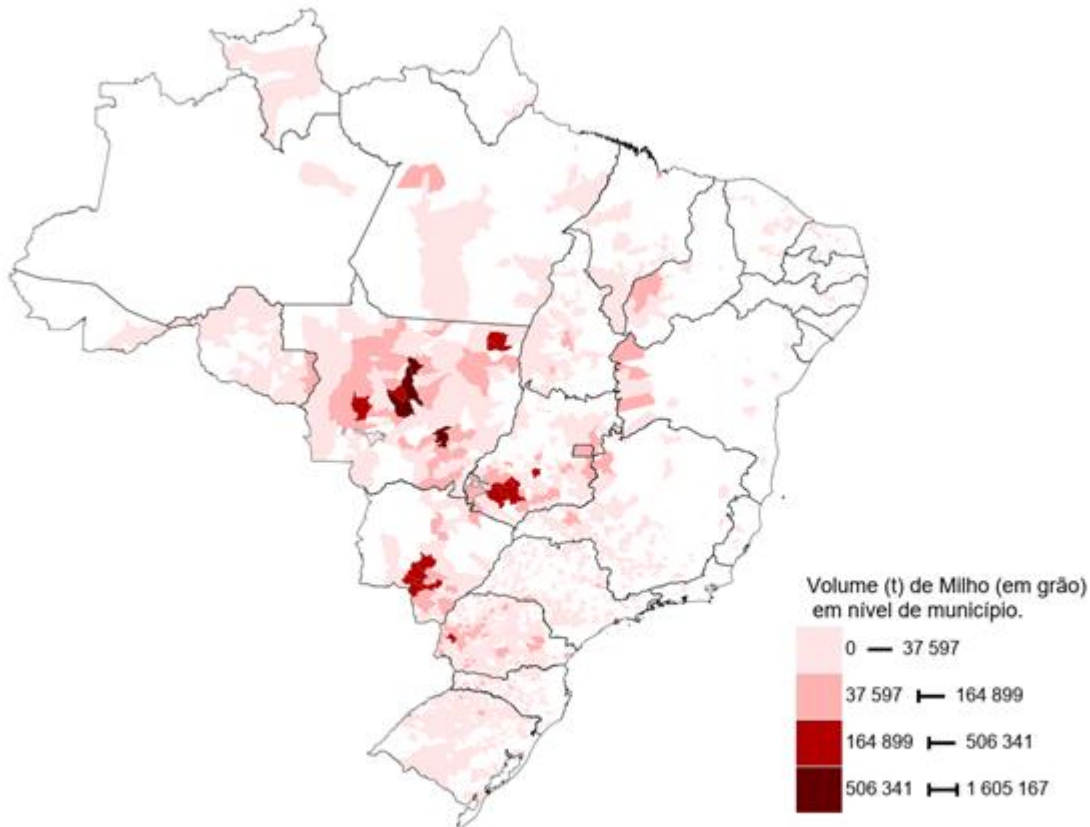 Volume (t) de Milho (em grão)
em nível de município.
0 — 37 597
37 597 ⊢ 164 899
164 899 ⊢ 506 341
506 341 ⊢⊣ 1 605 167